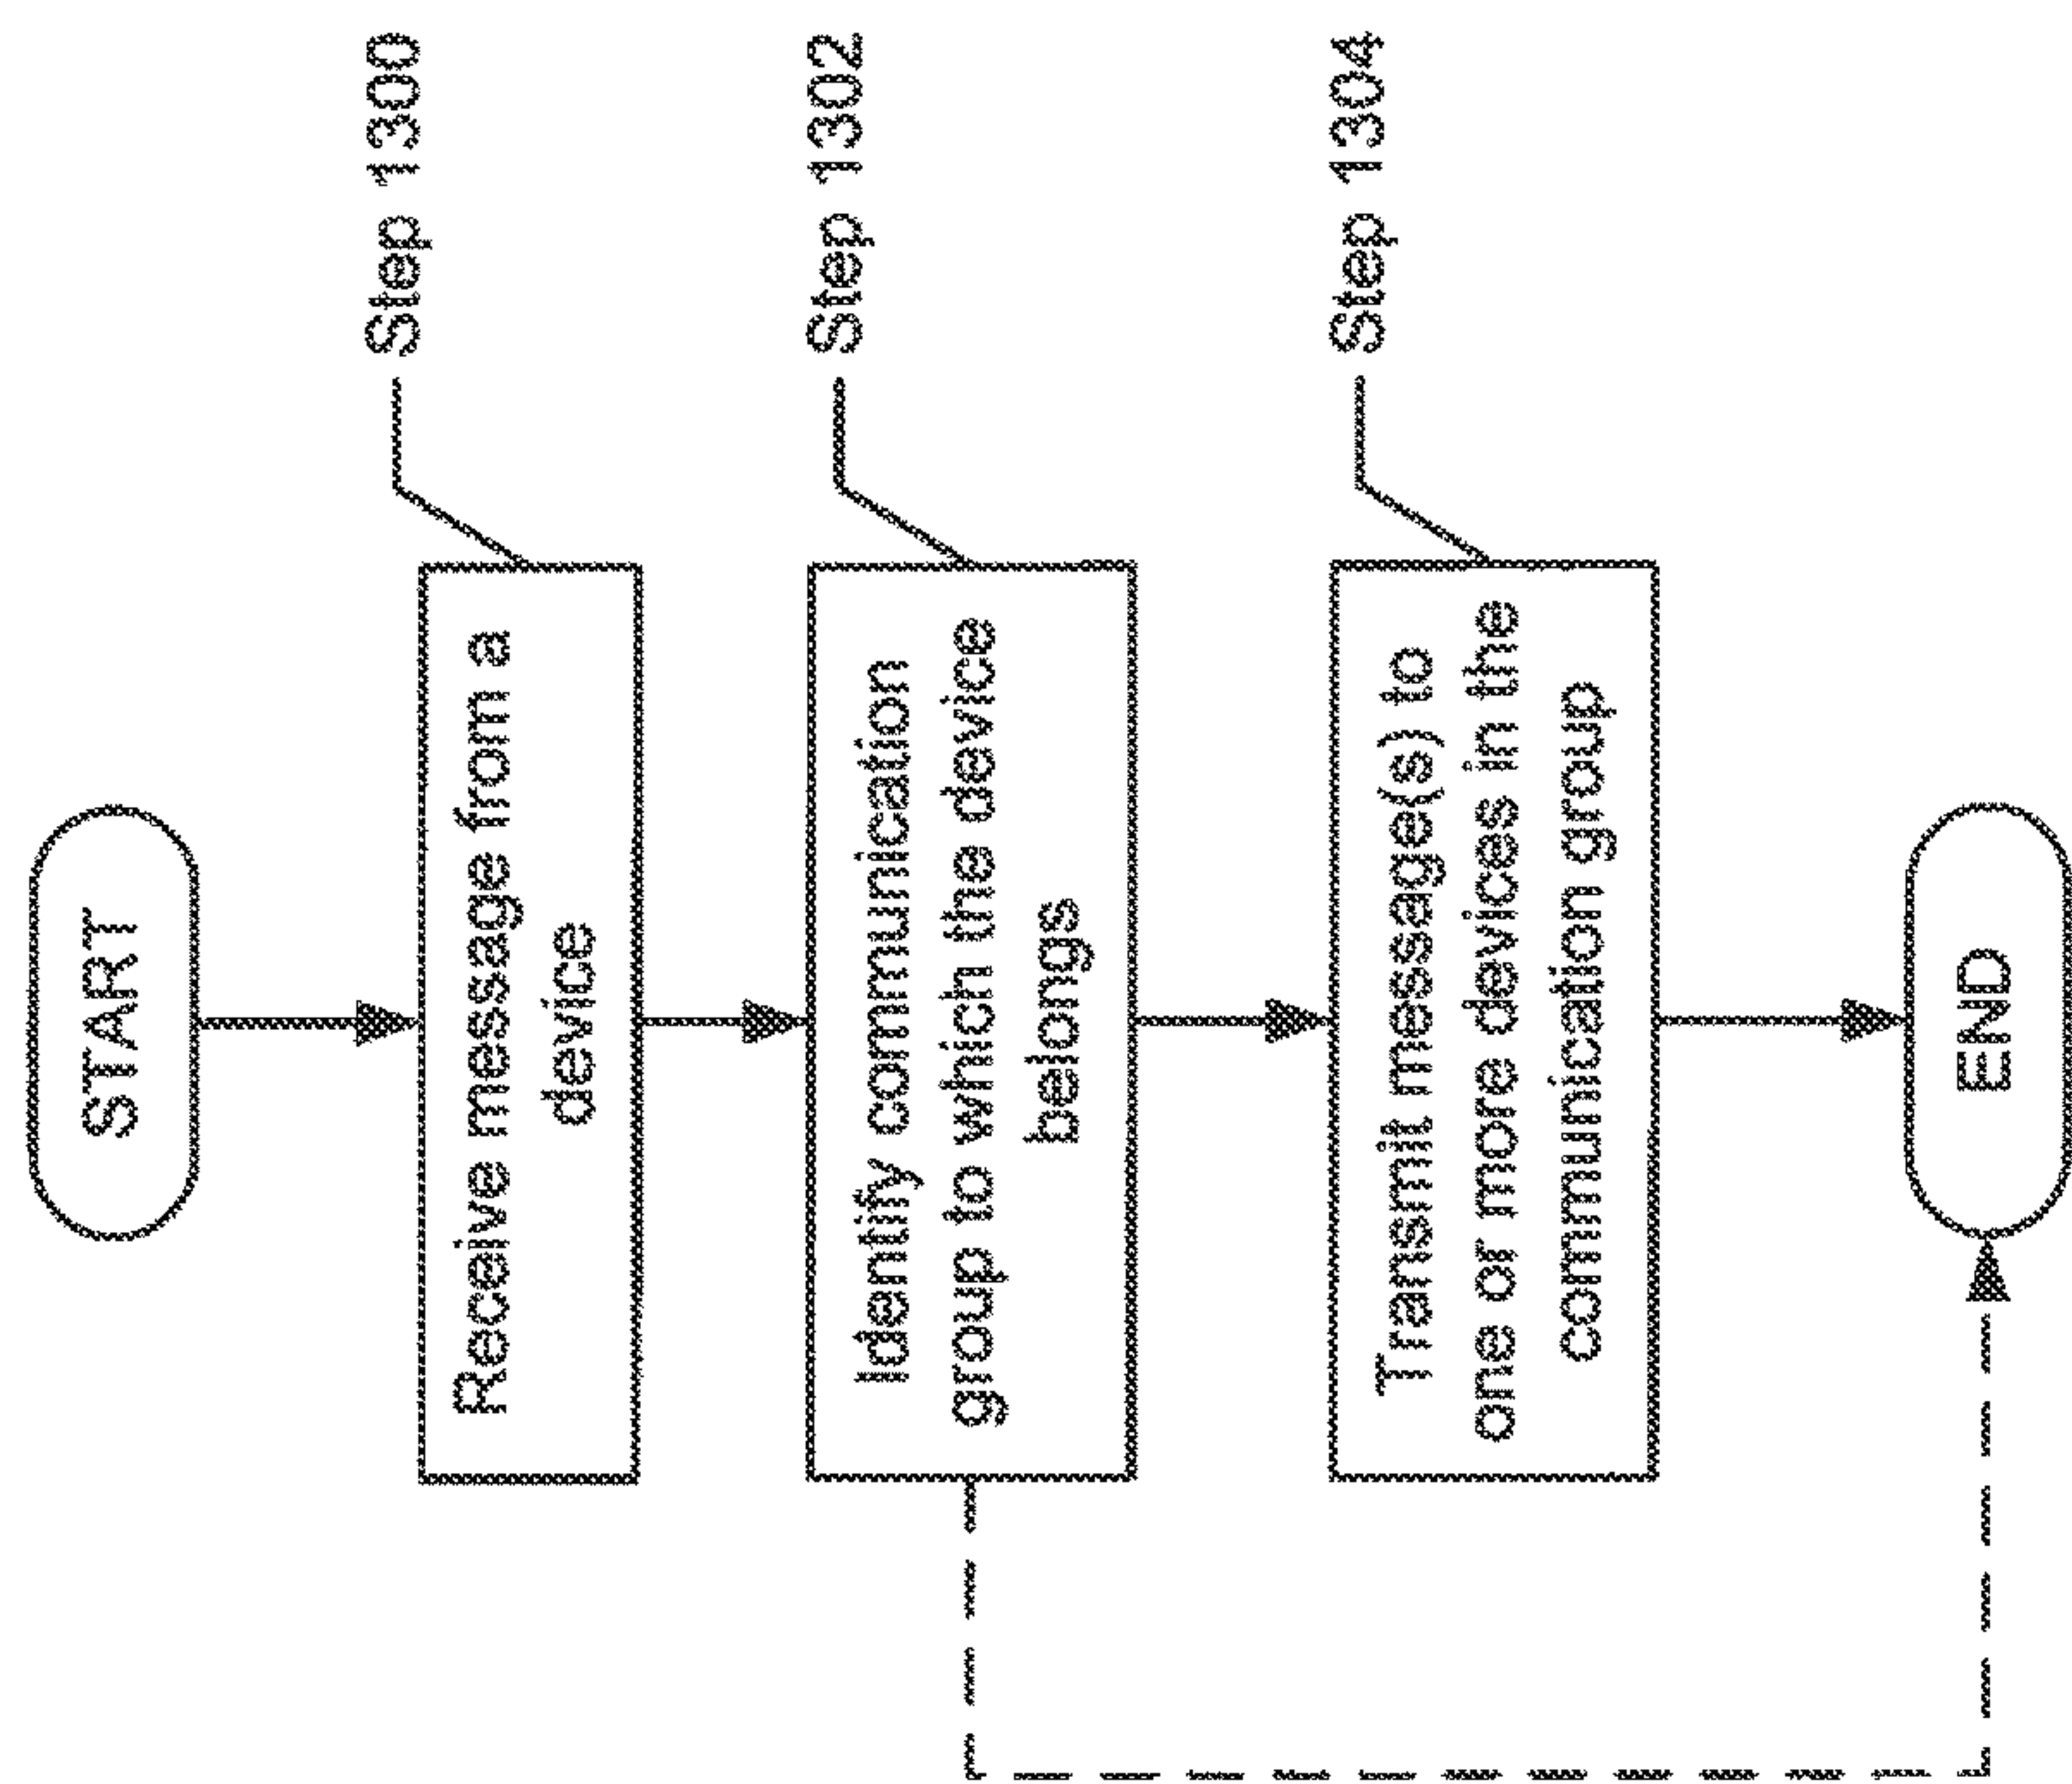 START
Step 1300
Receive message from a
device
Step 1302
Identify communication
group to which the device
belongs
Step 1304
Transmit message(s) to
one or more devices in the
communication group
END